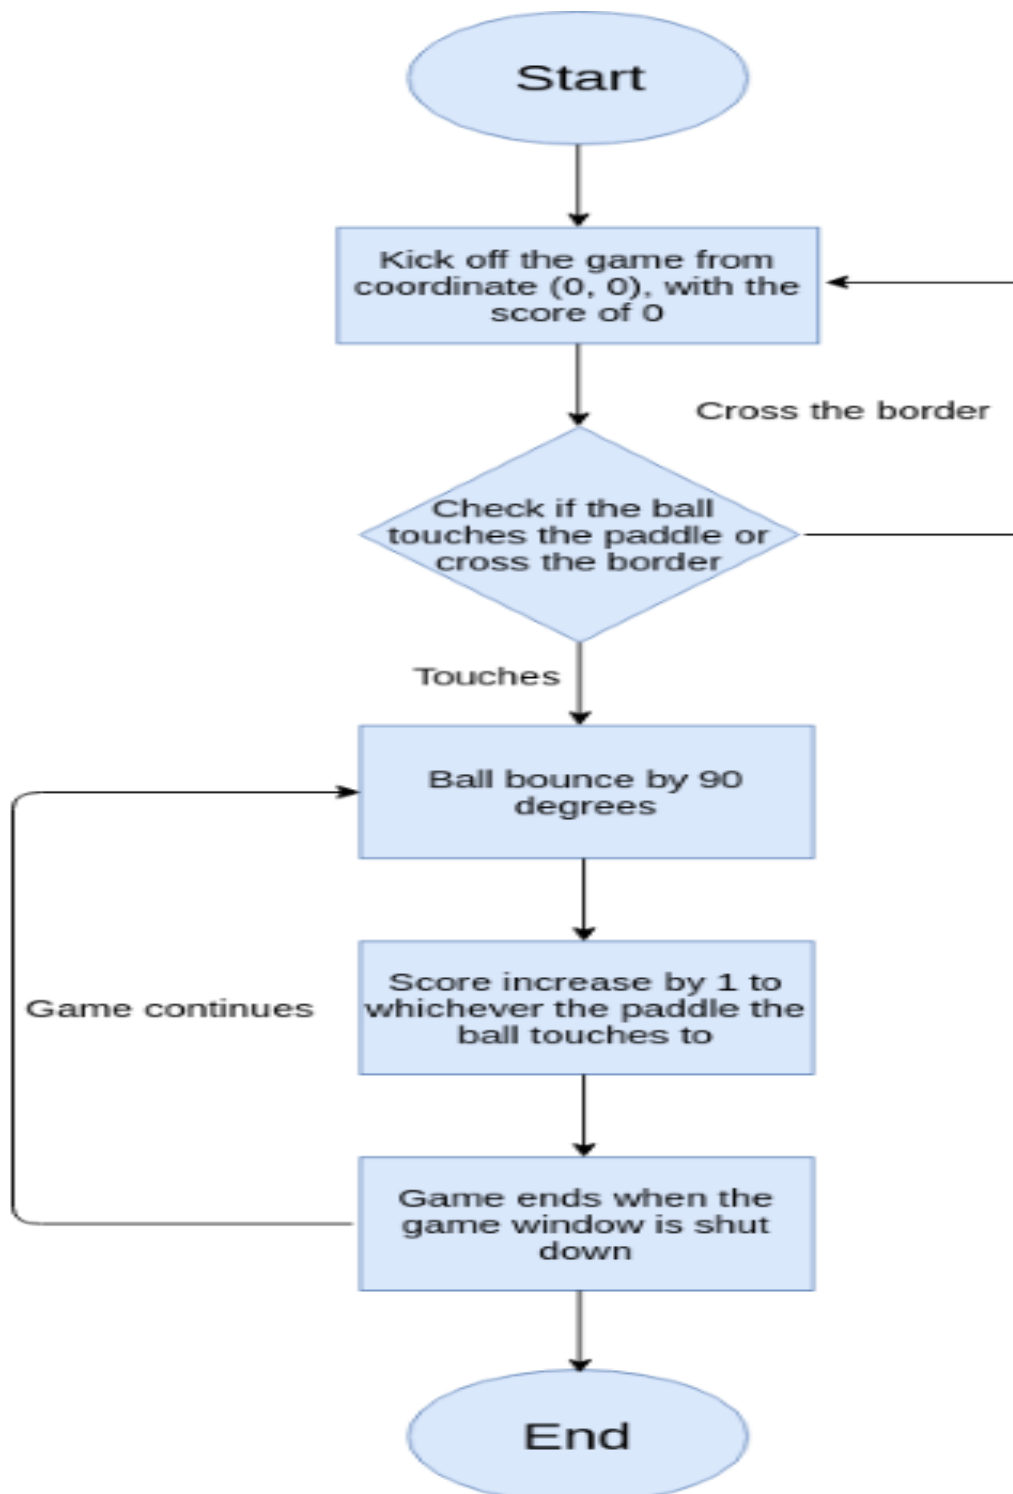 Start
Kick off the game from
coordinate (0, 0), with the
score of 0
Cross the border
Check if the ball
touches the paddle or
cross the border
Touches
Ball bounce by 90
degrees
Score increase by 1 to
whichever the paddle the
ball touches to
Game continues
Game ends when the
game window is shut
down
End